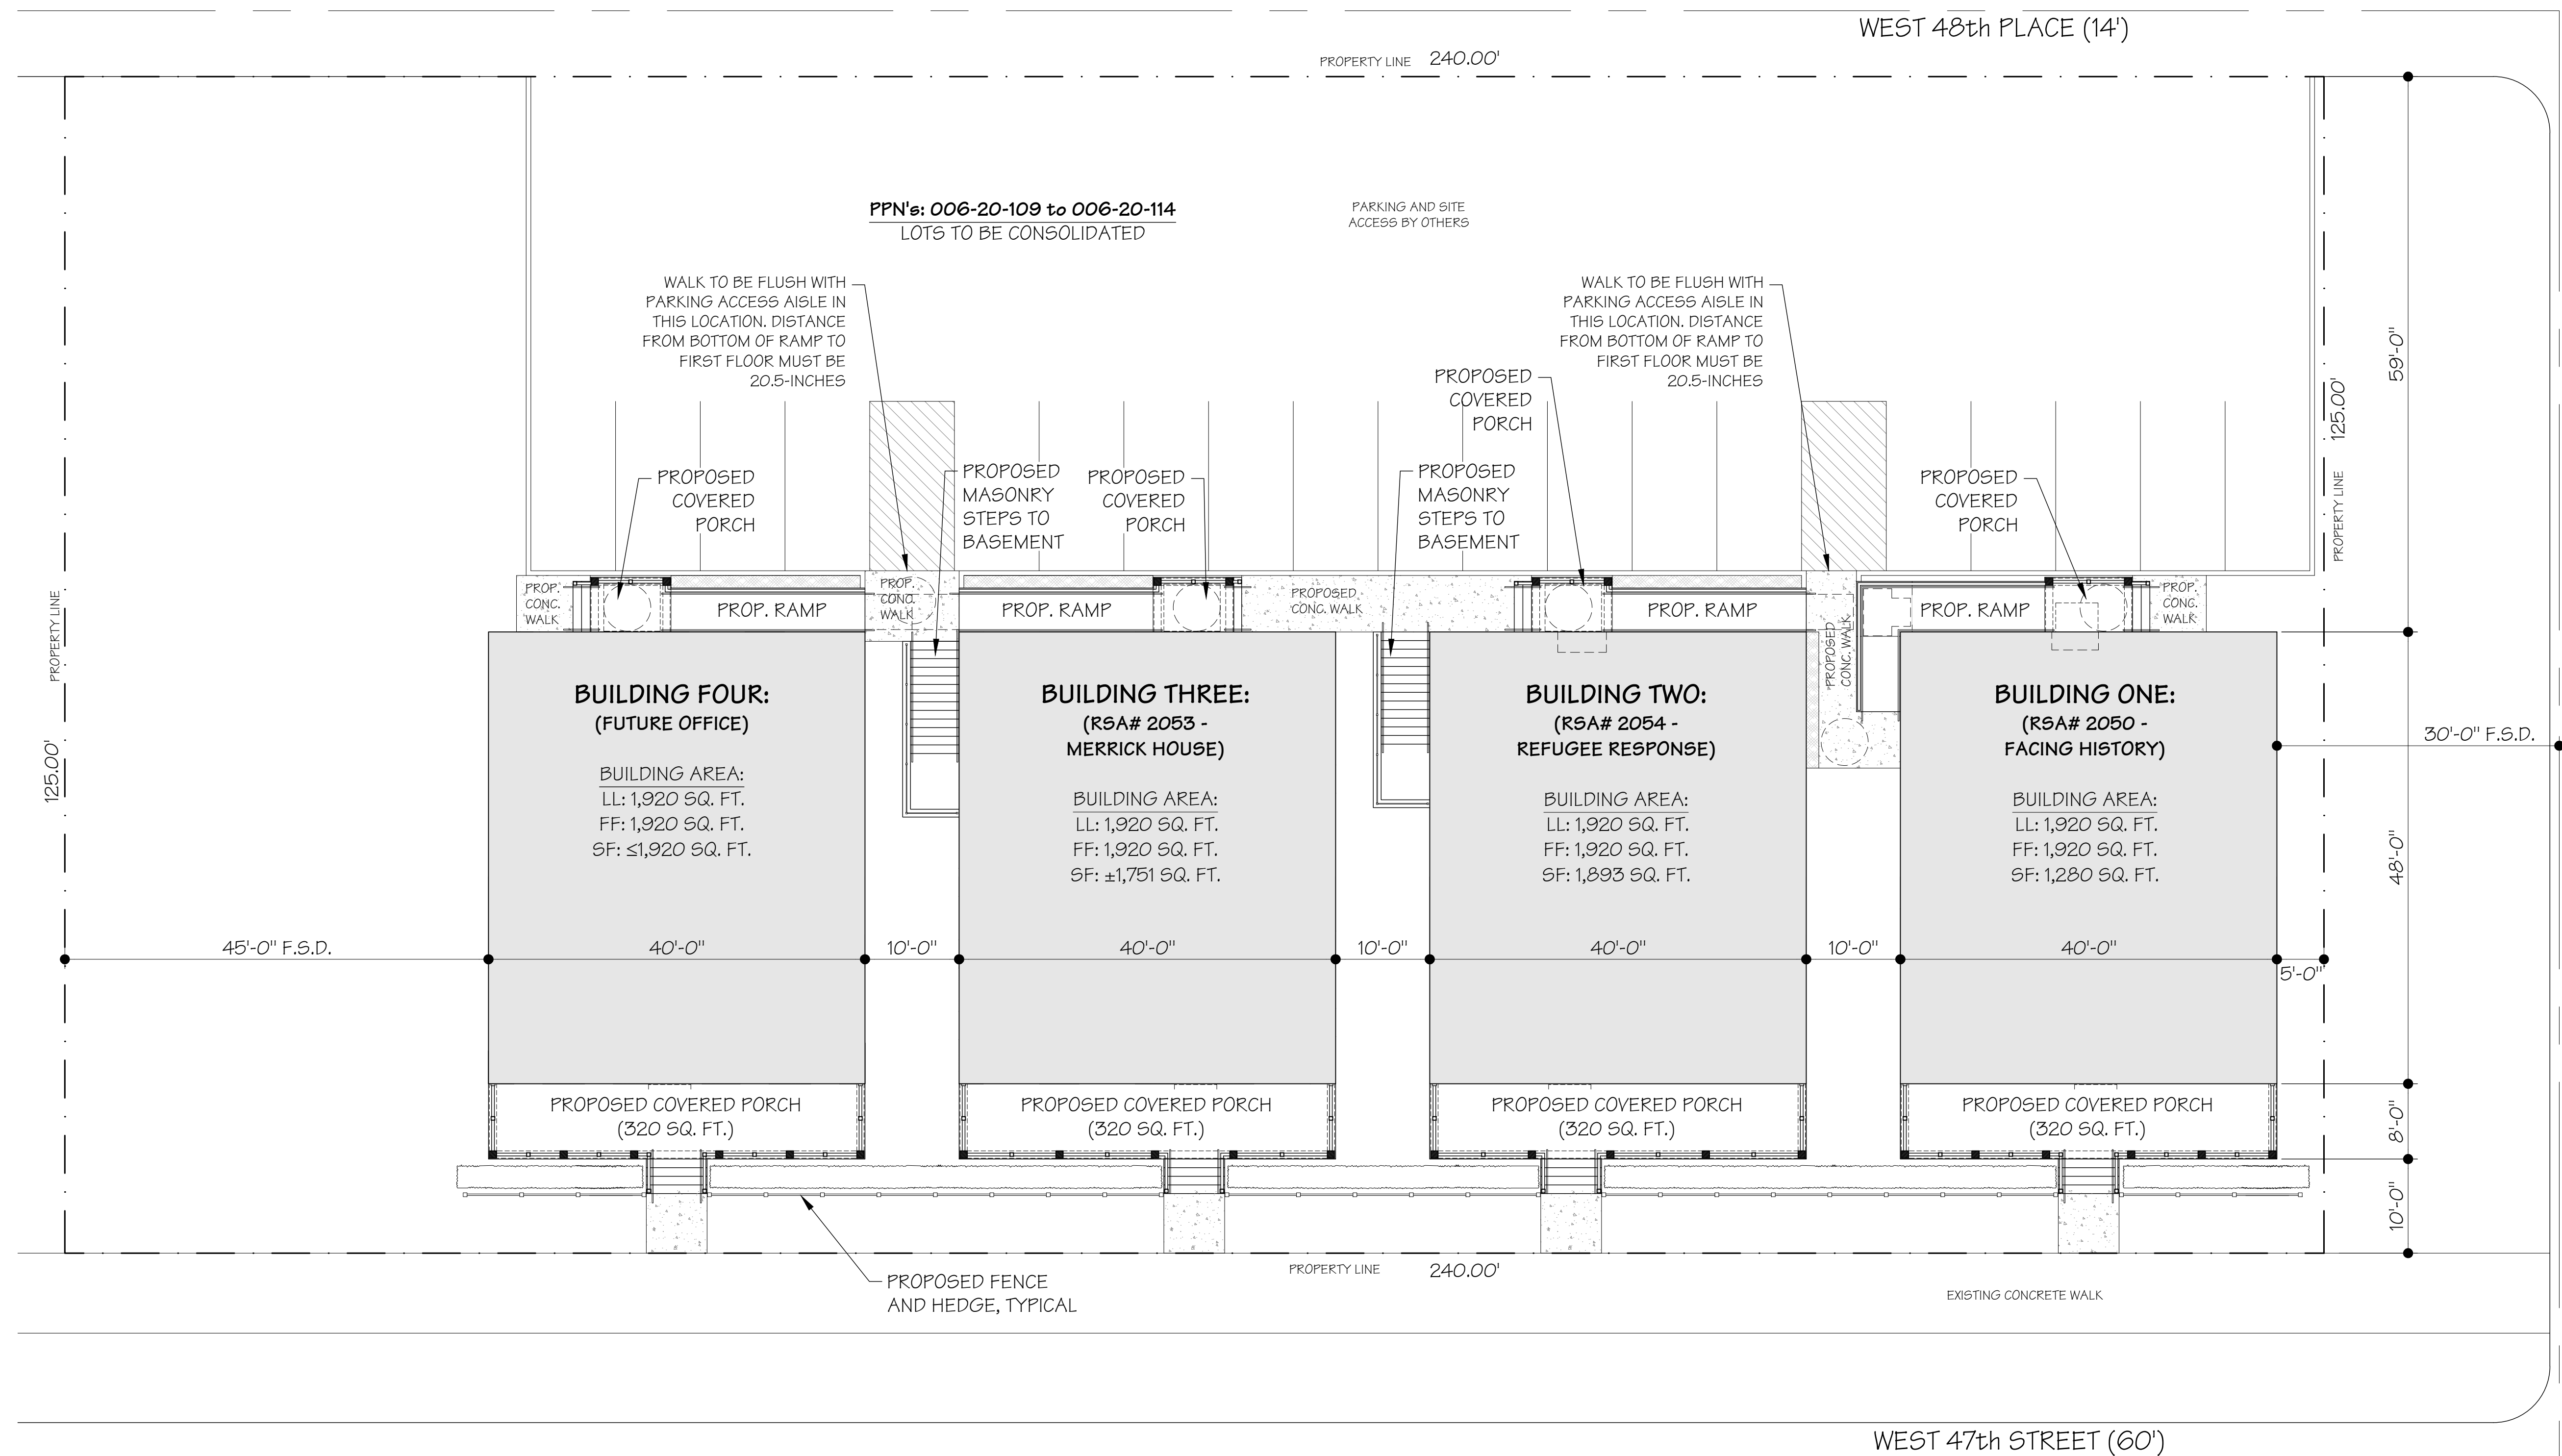 WEST 48th PLACE (14')
PROPERTY LINE 240.00'
PPN's: 006-20-109 to 006-20-114
LOTS TO BE CONSOLIDATED
PARKING AND SITE
ACCESS BY OTHERS
WALK TO BE FLUSH WITH
PARKING ACCESS AISLE IN
THIS LOCATION. DISTANCE
FROM BOTTOM OF RAMP TO
FIRST FLOOR MUST BE
20.5-INCHES
WALK TO BE FLUSH WITH
PARKING ACCESS AISLE IN
THIS LOCATION. DISTANCE
FROM BOTTOM OF RAMP TO
FIRST FLOOR MUST BE
20.5-INCHES
59'-0"
125.00'
PROPERTY LINE
PROPOSED
COVERED
PORCH
PROPOSED
COVERED
PORCH
PROPOSED
MASONRY
STEPS TO
BASEMENT
PROPOSED
COVERED
PORCH
PROPOSED
MASONRY
STEPS TO
BASEMENT
PROPOSED
COVERED
PORCH
PROP.
CONC.
WALK
PROP. RAMP
PROP.
CONC.
WALK
PROP. RAMP
PROPOSED
CONC. WALK
PROP. RAMP
PROPOSED
CONC. WALK
PROP. RAMP
PROP.
CONC.
WALK
PROPERTY LINE
125.00'
BUILDING FOUR:
(FUTURE OFFICE)
BUILDING AREA:
LL: 1,920 SQ. FT.
FF: 1,920 SQ. FT.
SF: ≤1,920 SQ. FT.
BUILDING THREE:
(RSA# 2053 -
MERRICK HOUSE)
BUILDING AREA:
LL: 1,920 SQ. FT.
FF: 1,920 SQ. FT.
SF: ±1,751 SQ. FT.
BUILDING TWO:
(RSA# 2054 -
REFUGEE RESPONSE)
BUILDING AREA:
LL: 1,920 SQ. FT.
FF: 1,920 SQ. FT.
SF: 1,893 SQ. FT.
BUILDING ONE:
(RSA# 2050 -
FACING HISTORY)
BUILDING AREA:
LL: 1,920 SQ. FT.
FF: 1,920 SQ. FT.
SF: 1,280 SQ. FT.
30'-0" F.S.D.
48'-0"
45'-0" F.S.D.
40'-0"
10'-0"
40'-0"
10'-0"
40'-0"
10'-0"
40'-0"
5'-0"
PROPOSED COVERED PORCH
(320 SQ. FT.)
PROPOSED COVERED PORCH
(320 SQ. FT.)
PROPOSED COVERED PORCH
(320 SQ. FT.)
PROPOSED COVERED PORCH
(320 SQ. FT.)
8'-0"
10'-0"
PROPOSED FENCE
AND HEDGE, TYPICAL
PROPERTY LINE 240.00'
EXISTING CONCRETE WALK
WEST 47th STREET (60')